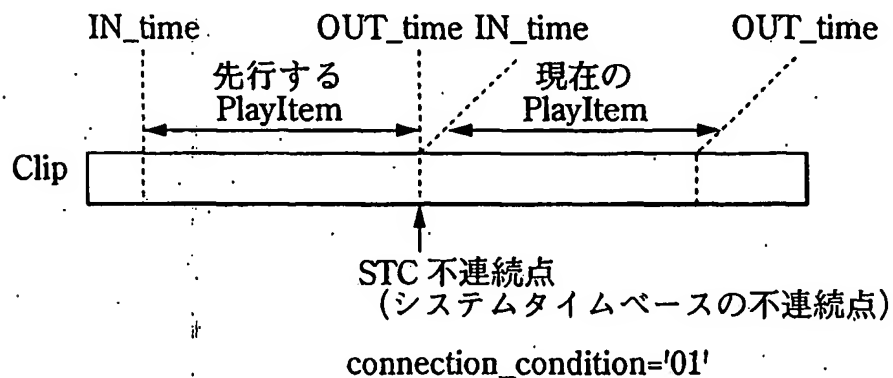 IN_time OUT_time IN_time OUT_time
先行する 現在の
PlayItem PlayItem
Clip
STC 不連続点
(システムタイムベースの不連続点)
connection_condition='01'